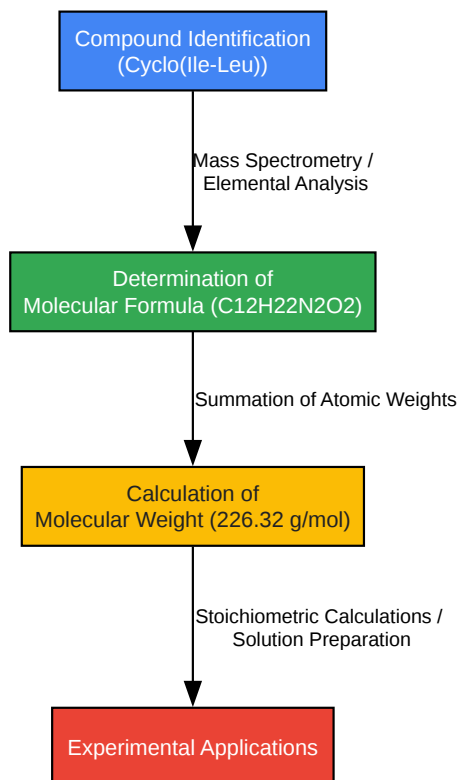 Compound Identification
(Cyclo(Ile-Leu))
Mass Spectrometry /
Elemental Analysis
Determination of
Molecular Formula (C12H22N2O2)
Summation of Atomic Weights
Calculation of
Molecular Weight (226.32 g/mol)
Stoichiometric Calculations /
Solution Preparation
Experimental Applications